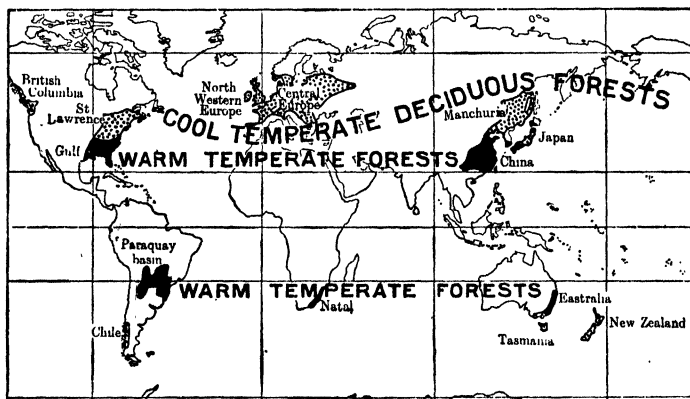 British
Columbia
St
Lawrence
Gulf
North
Western
Europe
Central
Europe
COOL TEMPERATE DECIDUOUS FORESTS
Manchuria
Japan
China
WARM TEMPERATE FORESTS
Paraquay
basin
WARM TEMPERATE FORESTS
Natal
Chile
Eastralia
Tasmania
New Zealand